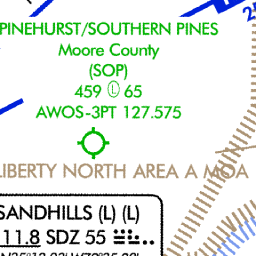 PINEHURST/SOUTHERN PINES
Moore County
(SOP)
459 Ⓛ 65
AWOS-3PT 127.575
LIBERTY NORTH AREA A MOA
SANDHILLS (L) (L)
11.8 SDZ 55